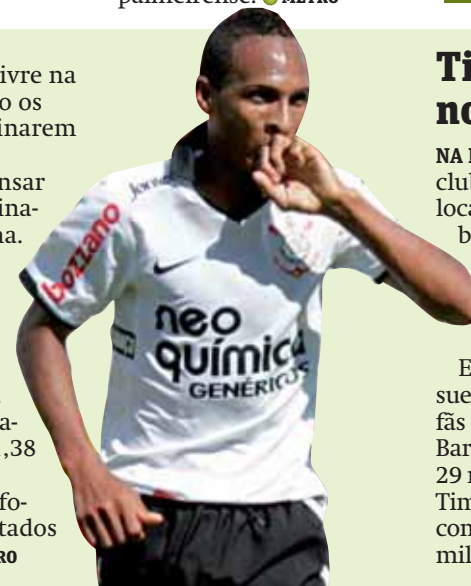 palmeirense. METRO
ivre na
o os
inarem
nsar
ina-
na.
a-
,38
fo-
tados
RO
Jonny
bozzano
neo
química
GENÉRICOS
Ti
no
NA
club
loca
b
E
sue
fãs
Bar
29
Tim
con
mil